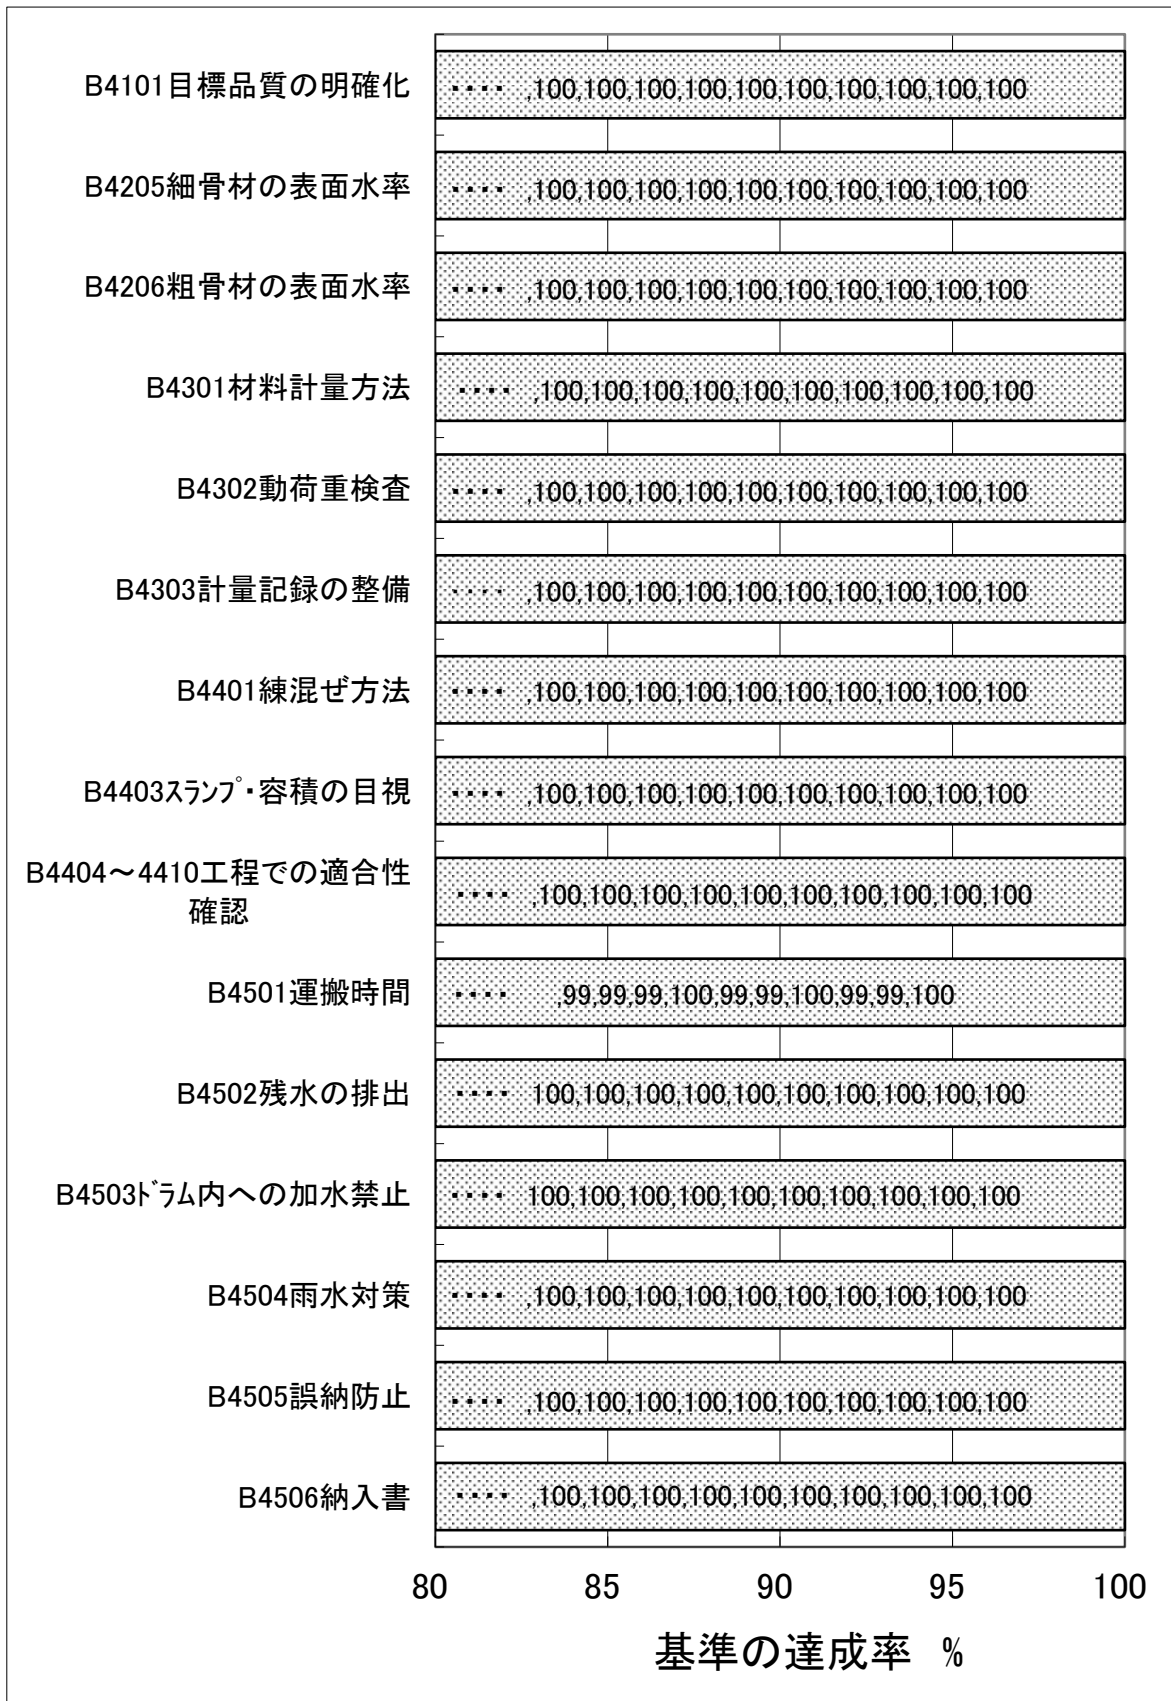 B4101目標品質の明確化 ････ ,100,100,100,100,100,100,100,100,100,100
B4205細骨材の表面水率 ････ ,100,100,100,100,100,100,100,100,100,100
B4206粗骨材の表面水率 ････ ,100,100,100,100,100,100,100,100,100,100
B4301材料計量方法 ････ ,100,100,100,100,100,100,100,100,100,100
B4302動荷重検査 ････ ,100,100,100,100,100,100,100,100,100,100
B4303計量記録の整備 ････ ,100,100,100,100,100,100,100,100,100,100
B4401練混ぜ方法 ････ ,100,100,100,100,100,100,100,100,100,100
B4403ｽﾗﾝﾌﾟ･容積の目視 ････ ,100,100,100,100,100,100,100,100,100,100
B4404～4410工程での適合性
確認 ････ ,100,100,100,100,100,100,100,100,100,100
B4501運搬時間 ････ ,99,99,99,100,99,99,100,99,99,100
B4502残水の排出 ････ 100,100,100,100,100,100,100,100,100,100
B4503ﾄﾞﾗﾑ内への加水禁止 ････ 100,100,100,100,100,100,100,100,100,100
B4504雨水対策 ････ ,100,100,100,100,100,100,100,100,100,100
B4505誤納防止 ････ ,100,100,100,100,100,100,100,100,100,100
B4506納入書 ････ ,100,100,100,100,100,100,100,100,100,100
80 85 90 95 100
基準の達成率 %